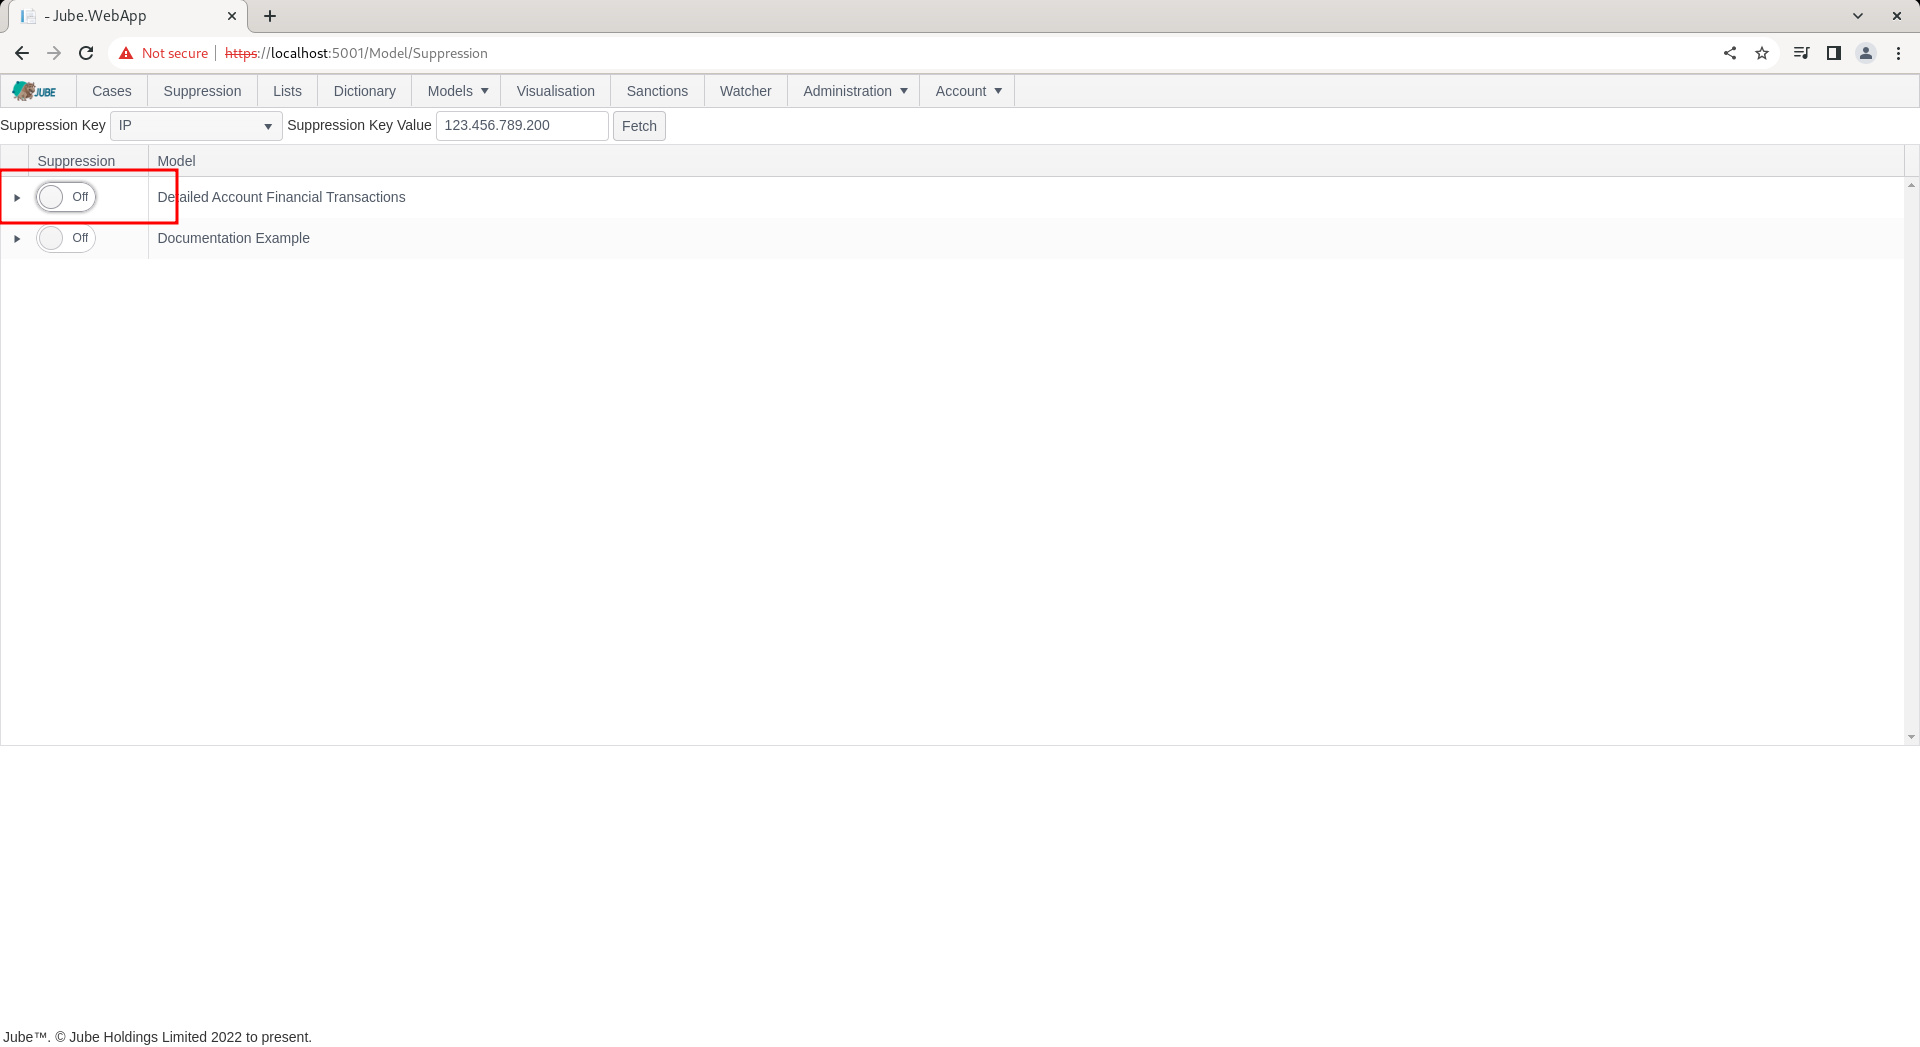 - Jube.WebApp
Not secure https://localhost:5001/Model/Suppression
JUBE Cases Suppression Lists Dictionary Models Visualisation Sanctions Watcher Administration Account
Suppression Key IP Suppression Key Value 123.456.789.200 Fetch
Suppression Model
Off Detailed Account Financial Transactions
Off Documentation Example
Jube™. © Jube Holdings Limited 2022 to present.